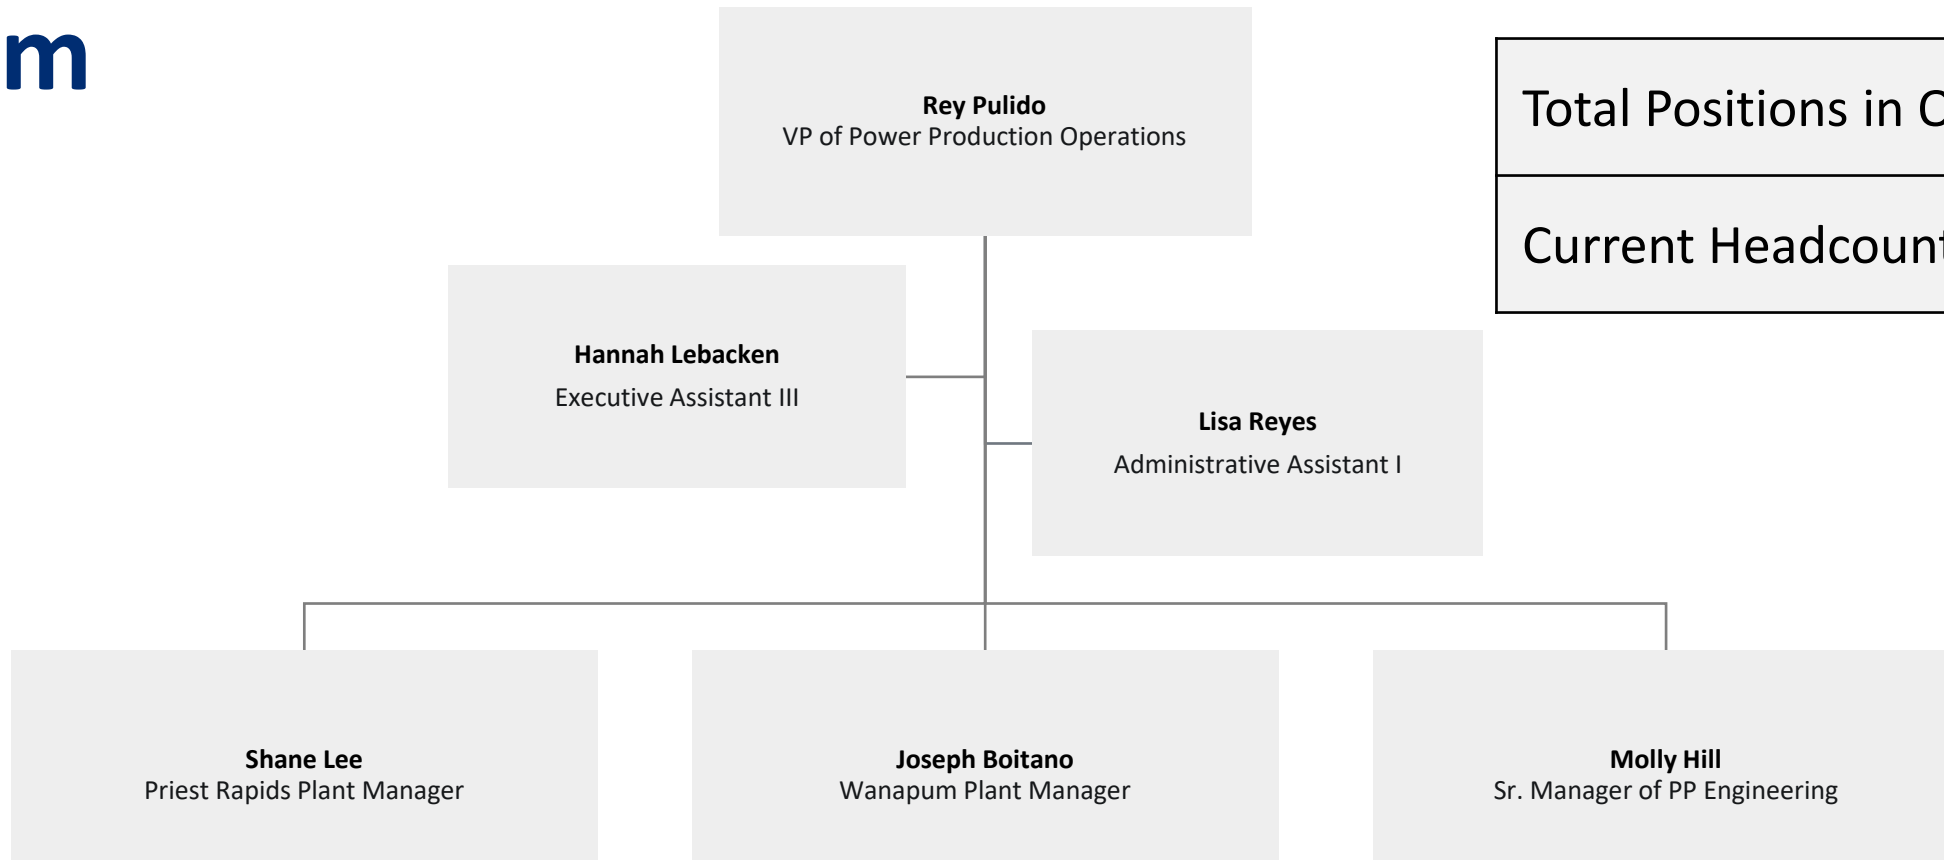 m
Rey Pulido
VP of Power Production Operations
Total Positions in
Current Headcount
Hannah Lebacken
Executive Assistant III
Lisa Reyes
Administrative Assistant I
Shane Lee
Priest Rapids Plant Manager
Joseph Boitano
Wanapum Plant Manager
Molly Hill
Sr. Manager of PP Engineering